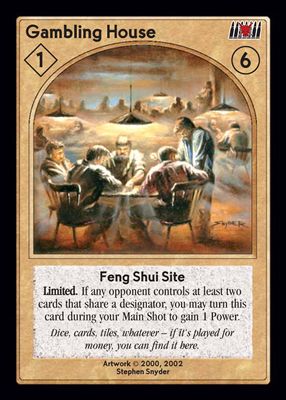 Gambling House
1
6
SNYDER
Feng Shui Site
Limited. If any opponent controls at least two
cards that share a designator, you may turn this
card during your Main Shot to gain 1 Power.
Dice, cards, tiles, whatever – if it's played for
money, you can find it here.
Artwork © 2000, 2002
Stephen Snyder